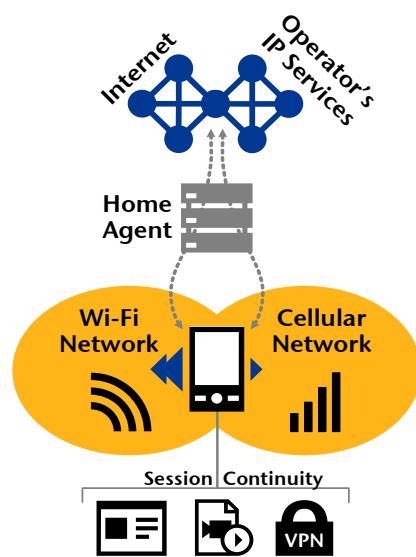 Internet
Operator's
IP Services
Home
Agent
Wi-Fi
Network
Cellular
Network
Session Continuity
VPN